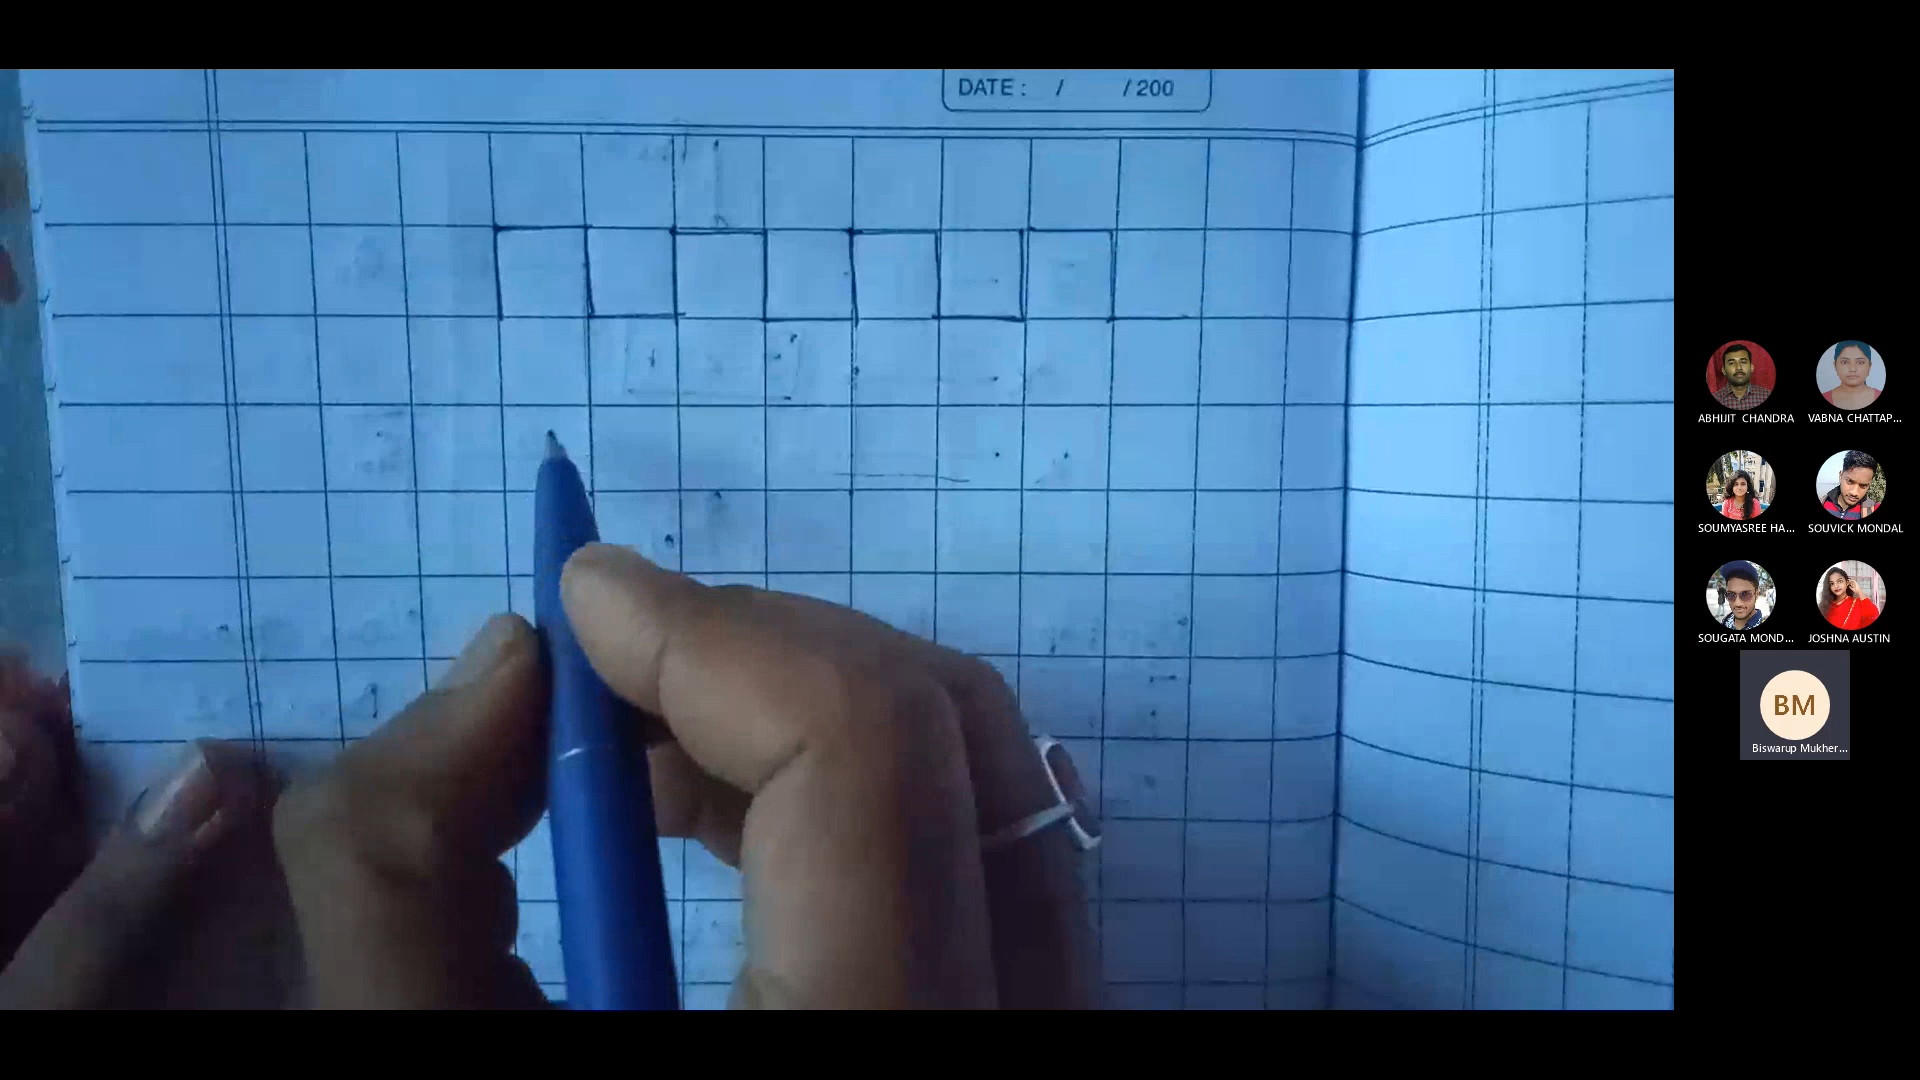 DATE : / / 200
ABHIJIT CHANDRA
VABNA CHATTAP...
SOUMYASREE HA...
SOUVICK MONDAL
SOUGATA MOND...
JOSHNA AUSTIN
BM
Biswarup Mukher...